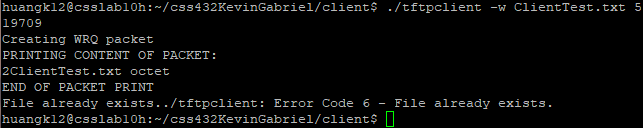 huangk12@csslab10h:~/css432KevinGabriel/client$ ./tftpclient -w ClientTest.txt 5
19709
Creating WRQ packet
PRINTING CONTENT OF PACKET:
2ClientTest.txt octet
END OF PACKET PRINT
File already exists../tftpclient: Error Code 6 - File already exists.
huangk12@csslab10h:~/css432KevinGabriel/client$